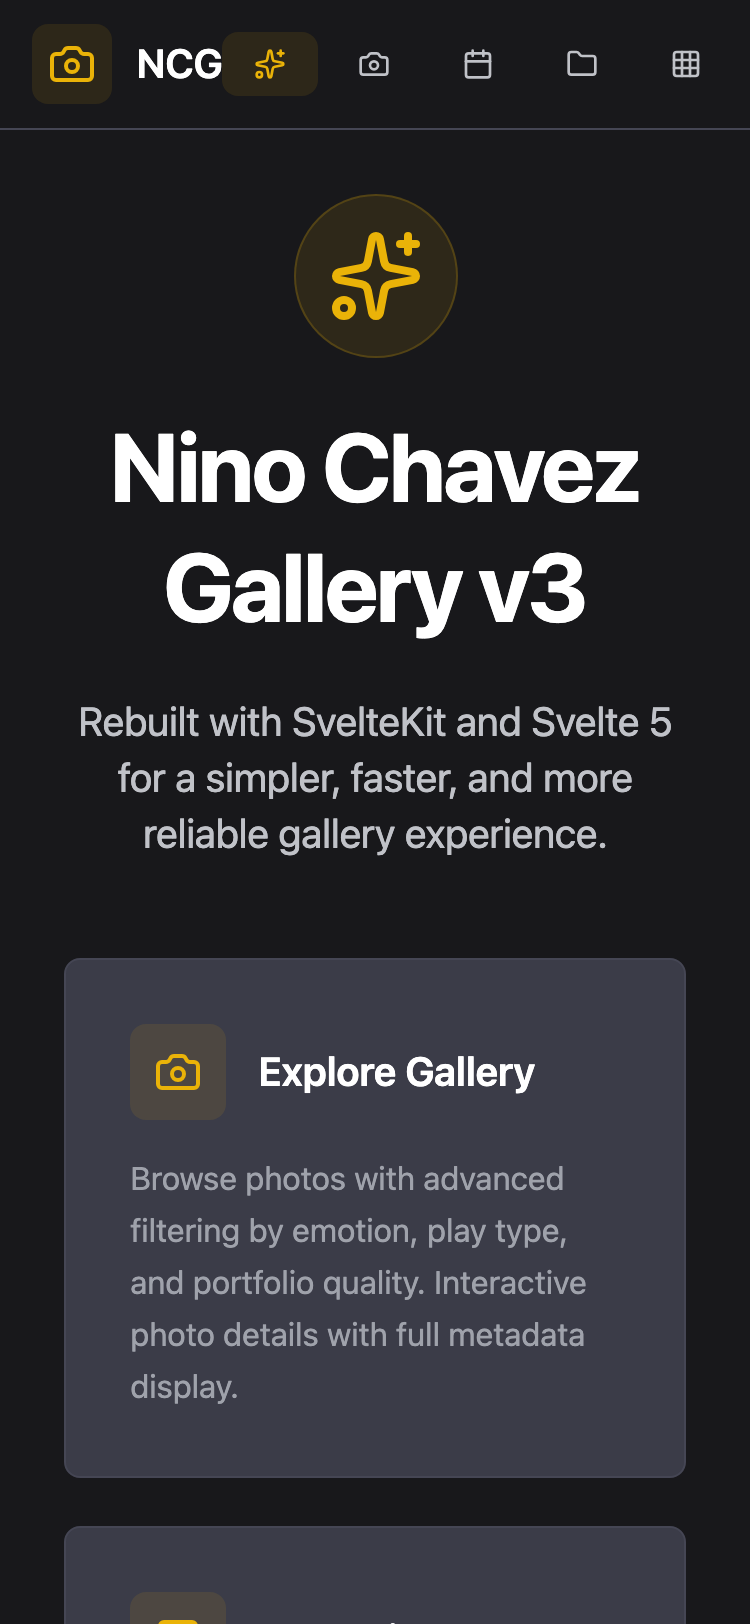 NCG
Nino Chavez
Gallery v3
Rebuilt with SvelteKit and Svelte 5
for a simpler, faster, and more
reliable gallery experience.
Explore Gallery
Browse photos with advanced
filtering by emotion, play type,
and portfolio quality. Interactive
photo details with full metadata
display.